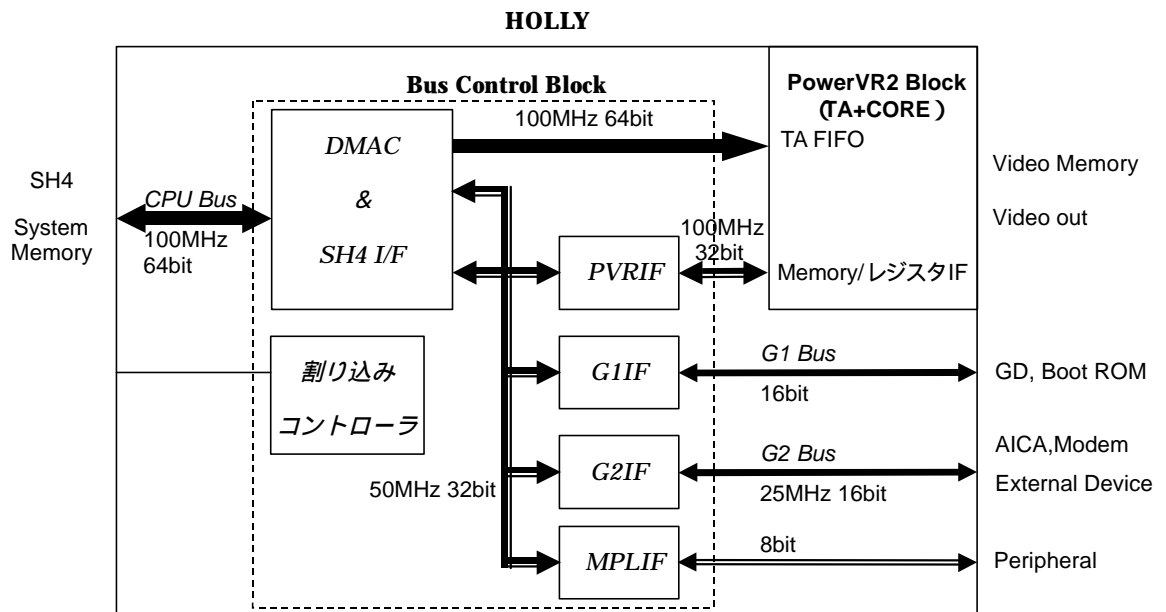 HOLLY
Bus Control Block
PowerVR2 Block
(TA+CORE)
TA FIFO
100MHz 64bit
DMAC
&
SH4 I/F
SH4
System
Memory
CPU Bus
100MHz
64bit
Video Memory
Video out
100MHz
32bit
PVRIF
Memory/レジスタIF
割り込み
コントローラ
G1IF
G1 Bus
16bit
GD, Boot ROM
50MHz 32bit
G2IF
G2 Bus
25MHz 16bit
AICA,Modem
External Device
MPLIF
8bit
Peripheral